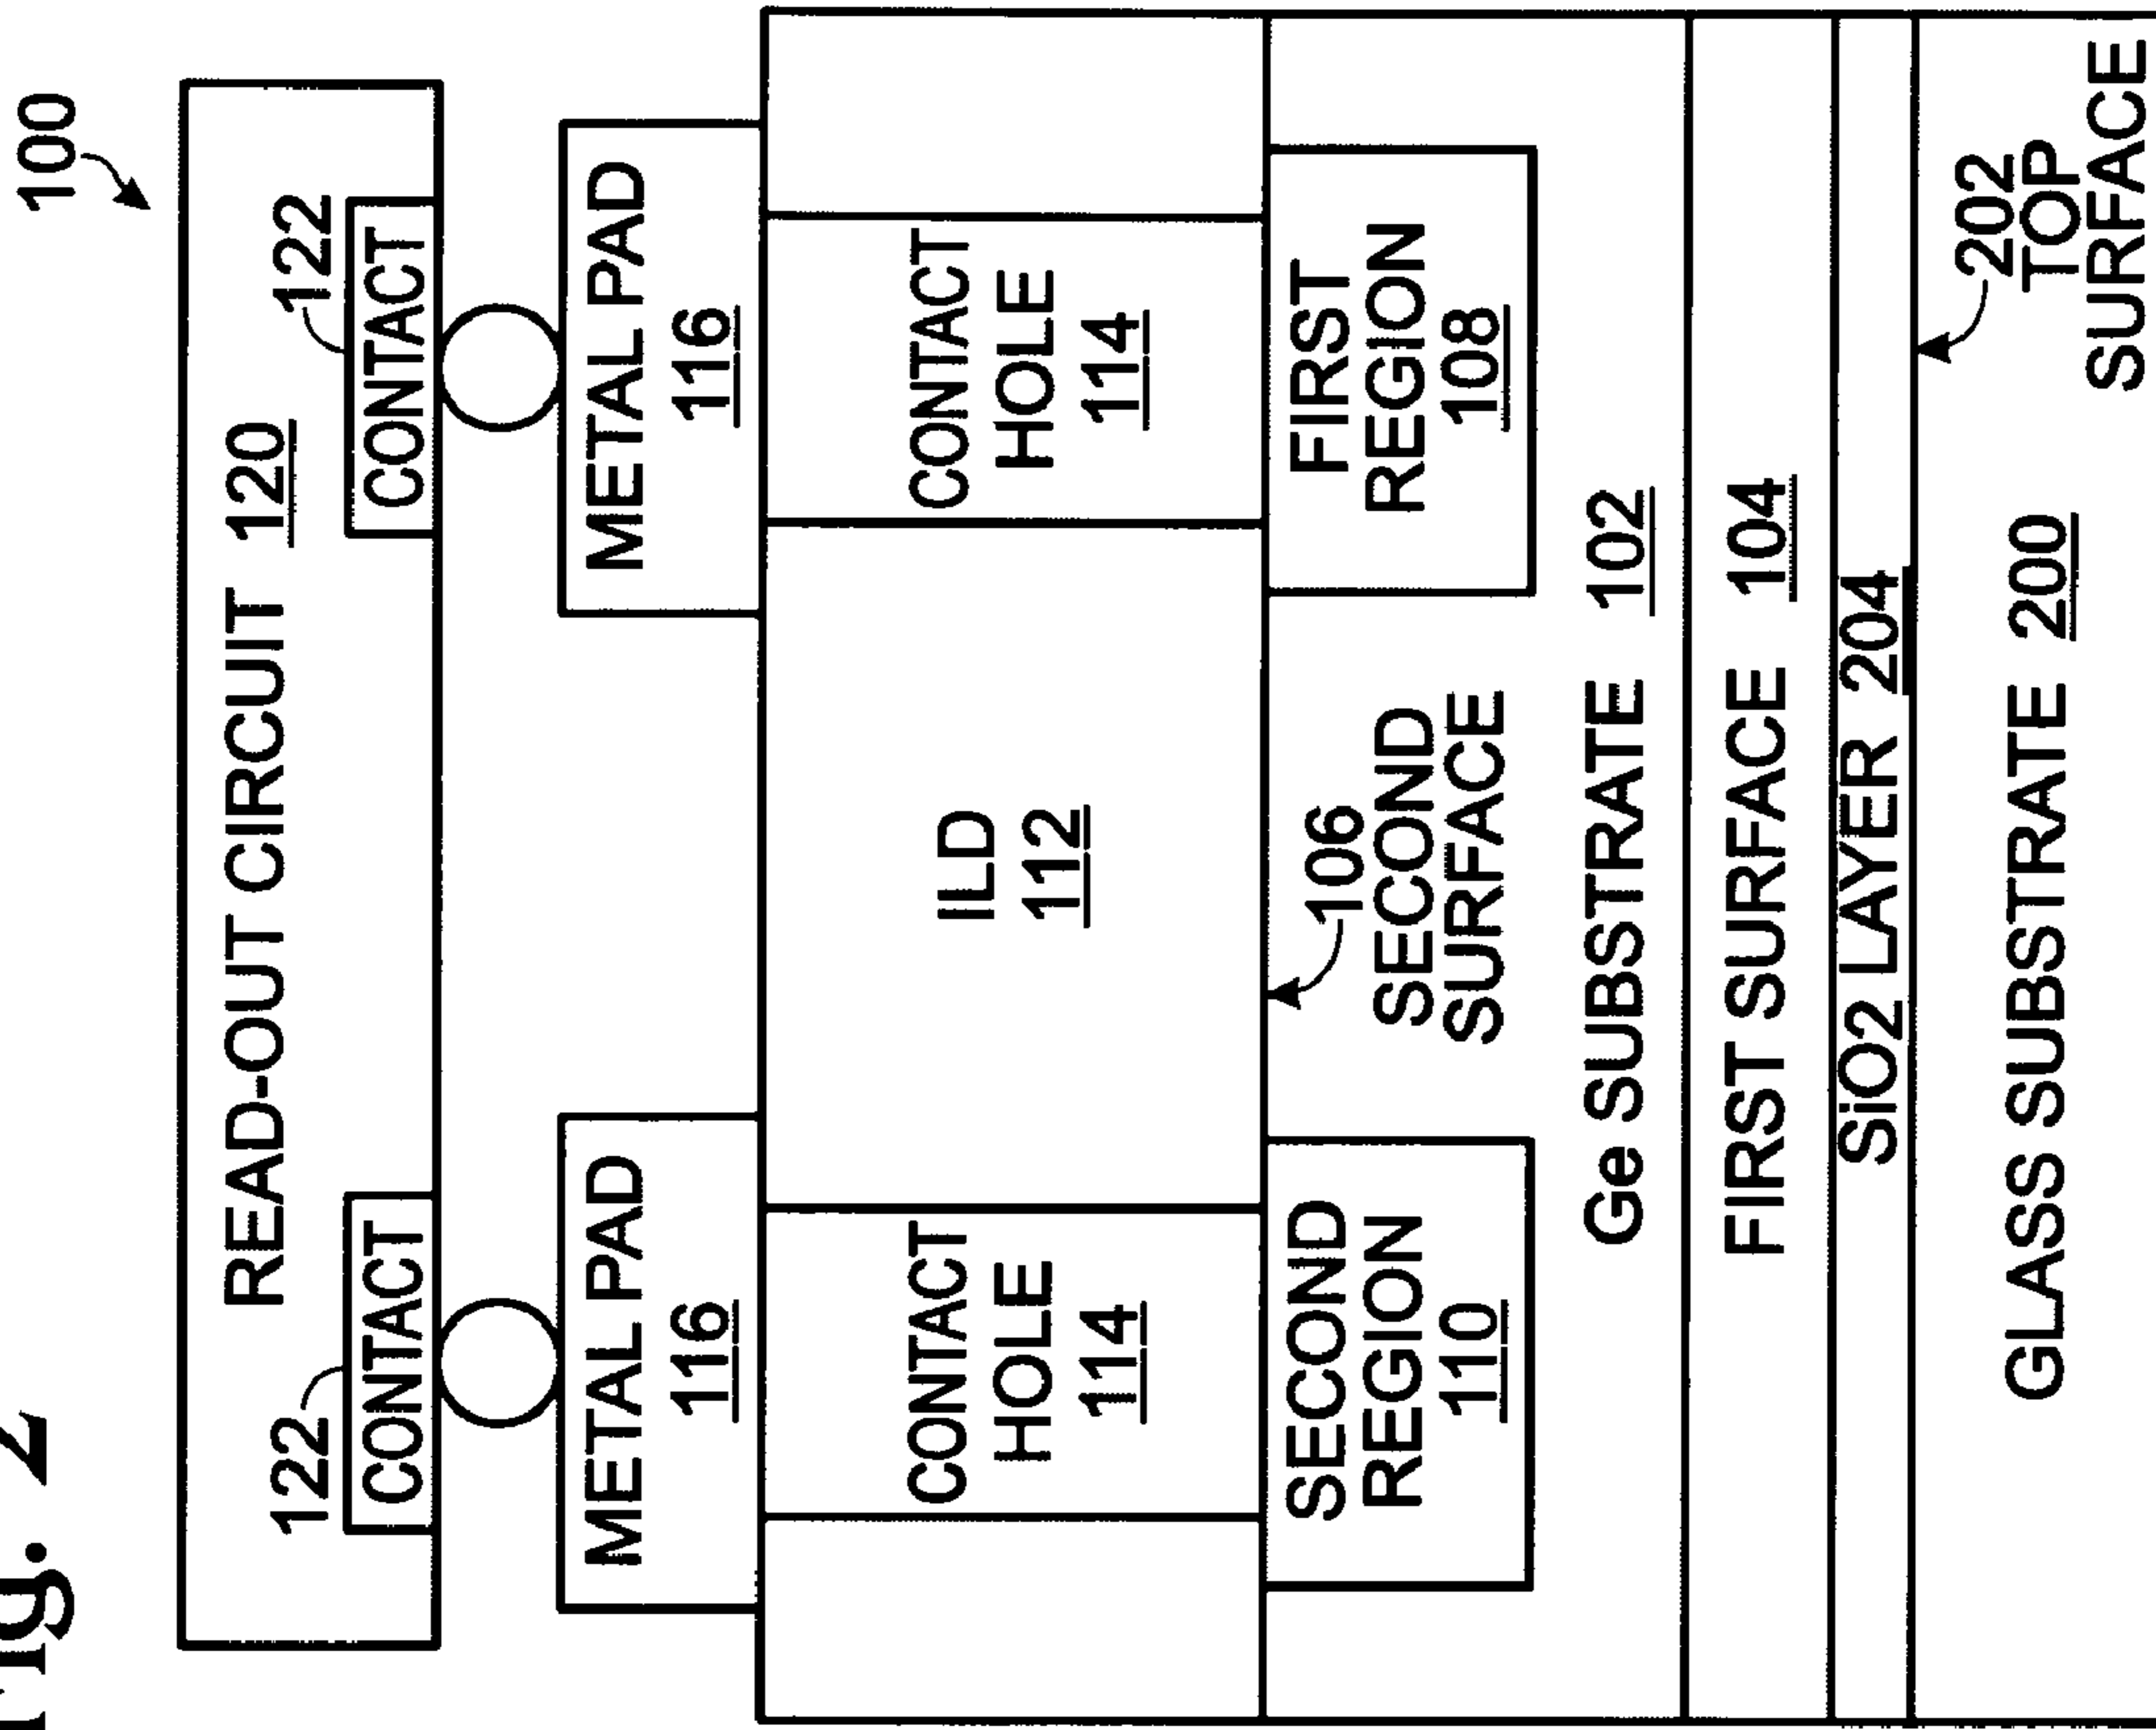 Fig. 2
100
READ-OUT CIRCUIT 120
122
CONTACT
122
CONTACT
METAL PAD
116
METAL PAD
116
CONTACT
HOLE
114
ILD
112
CONTACT
HOLE
114
SECOND
REGION
110
106
SECOND
SURFACE
FIRST
REGION
108
Ge SUBSTRATE 102
FIRST SURFACE 104
SiO2 LAYER 204
202
TOP
SURFACE
GLASS SUBSTRATE 200